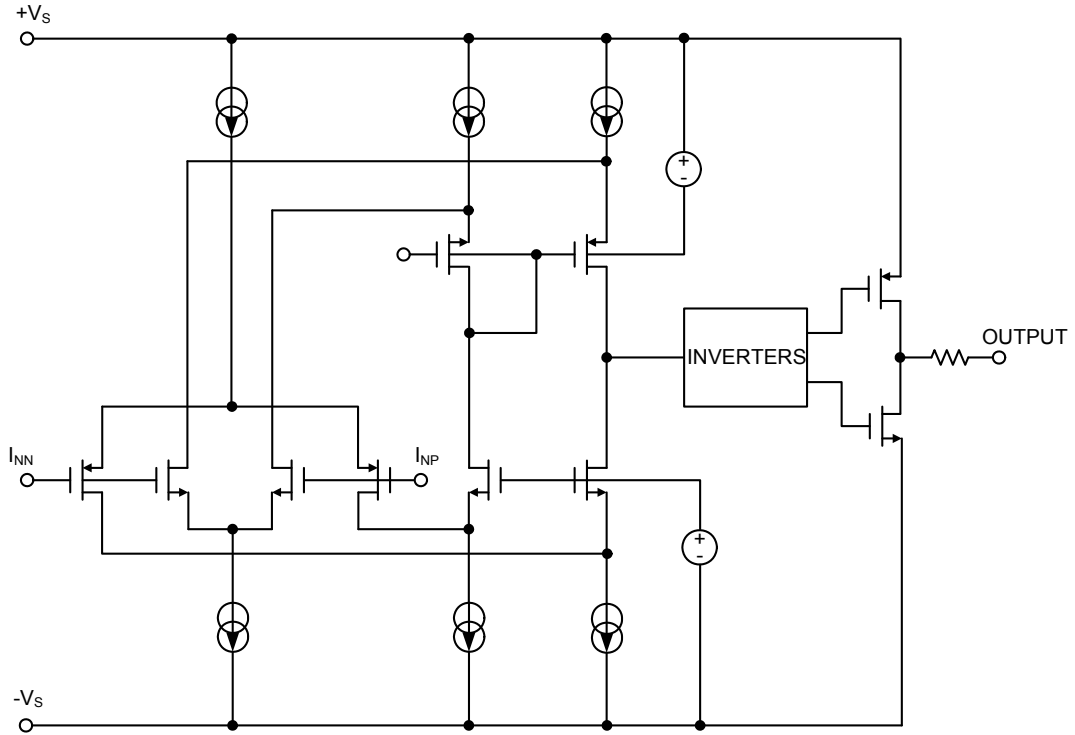 +VS
+
-
INVERTERS
OUTPUT
INN
INP
+
-
-VS